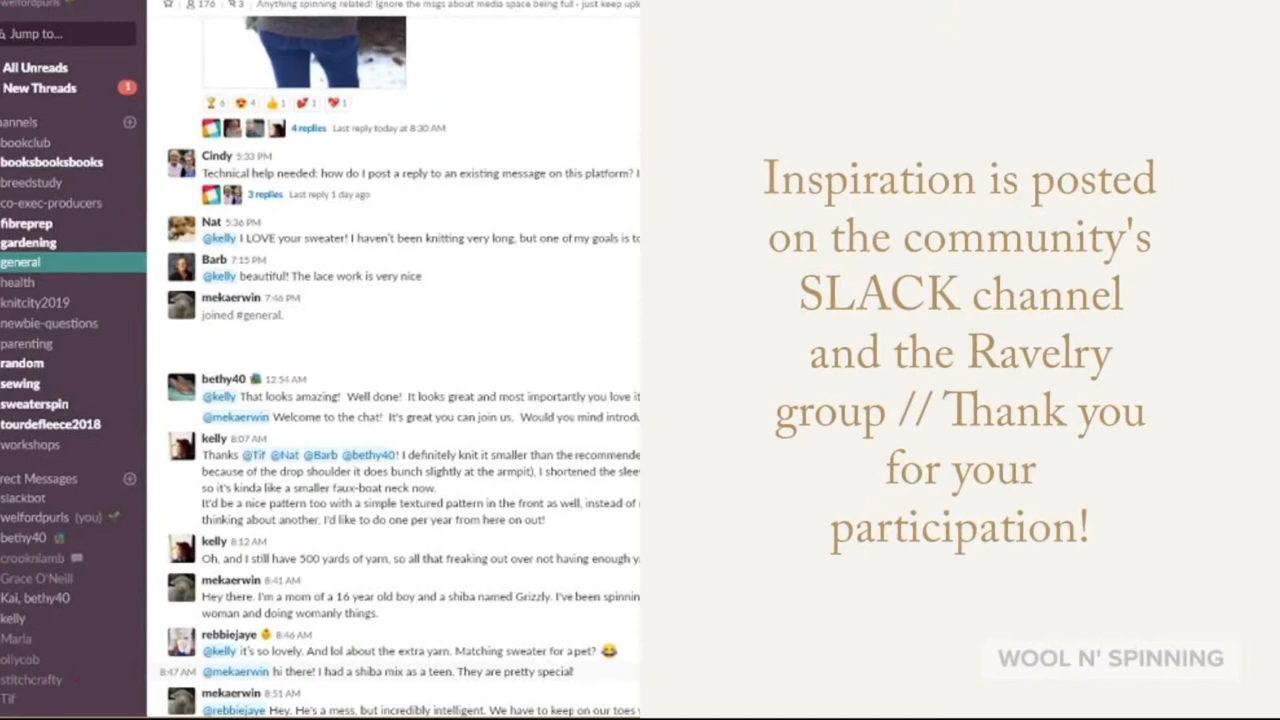 welfordpurls
176
3
Anything spinning related! Ignore the msgs about media space being full - just keep upl
Jump to...
All Unreads
New Threads
1
annels
bookclub
booksbooksbooks
breedstudy
co-exec-producers
fibreprep
gardening
general
health
knitcity2019
newbie-questions
parenting
random
sewing
sweaterspin
tourdefleece2018
workshops
rect Messages
slackbot
welfordpurls (you)
bethy40
crooknlamb
Grace O'Neill
Kai, bethy40
kelly
Marla
ollycob
stitchcrafty
Tif
6 4 1 1 1
4 replies Last reply today at 8:30 AM
Cindy 5:33 PM
Technical help needed: how do I post a reply to an existing message on this platform? I
3 replies Last reply 1 day ago
Nat 5:36 PM
@kelly I LOVE your sweater! I haven't been knitting very long, but one of my goals is to
Barb 7:15 PM
@kelly beautiful! The lace work is very nice
mekaerwin 7:46 PM
joined #general.
bethy40 12:54 AM
@kelly That looks amazing! Well done! It looks great and most importantly you love it
@mekaerwin Welcome to the chat! It's great you can join us. Would you mind introdu
kelly 8:07 AM
Thanks @Tif @Nat @Barb @bethy40! I definitely knit it smaller than the recommende
because of the drop shoulder it does bunch slightly at the armpit), I shortened the slee
so it's kinda like a smaller faux-boat neck now.
It'd be a nice pattern too with a simple textured pattern in the front as well, instead of
thinking about another, I'd like to do one per year from here on out!
kelly 8:12 AM
Oh, and I still have 500 yards of yarn, so all that freaking out over not having enough y
mekaerwin 8:41 AM
Hey there. I'm a mom of a 16 year old boy and a shiba named Grizzly. I've been spinnin
woman and doing womanly things.
rebbiejaye 8:46 AM
@kelly it's so lovely. And lol about the extra yarn. Matching sweater for a pet?
8:47 AM @mekaerwin hi there! I had a shiba mix as a teen. They are pretty special!
mekaerwin 8:51 AM
@rebbiejaye Hey. He's a mess, but incredibly intelligent. We have to keep on our toes
Inspiration is posted
on the community's
SLACK channel
and the Ravelry
group // Thank you
for your
participation!
WOOL N' SPINNING